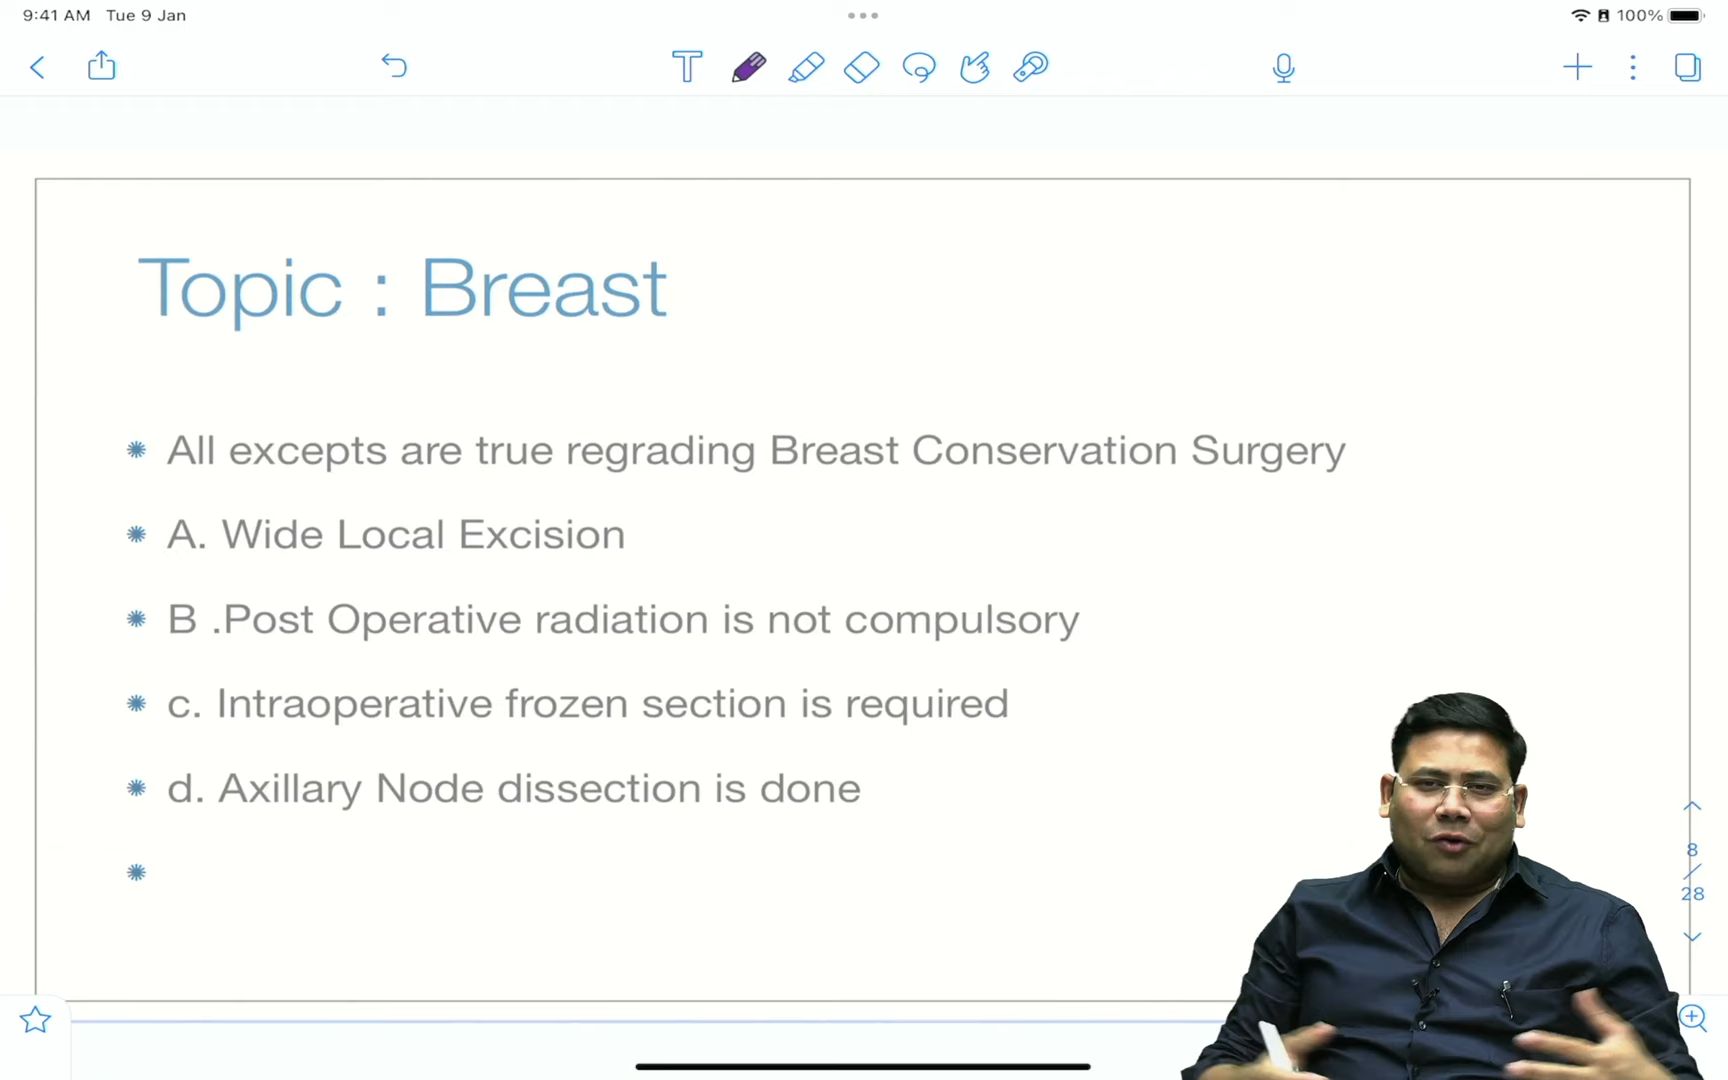 9:41 AM Tue 9 Jan
100%
T
Topic : Breast
All excepts are true regrading Breast Conservation Surgery
A. Wide Local Excision
B .Post Operative radiation is not compulsory
c. Intraoperative frozen section is required
d. Axillary Node dissection is done
8
/
28